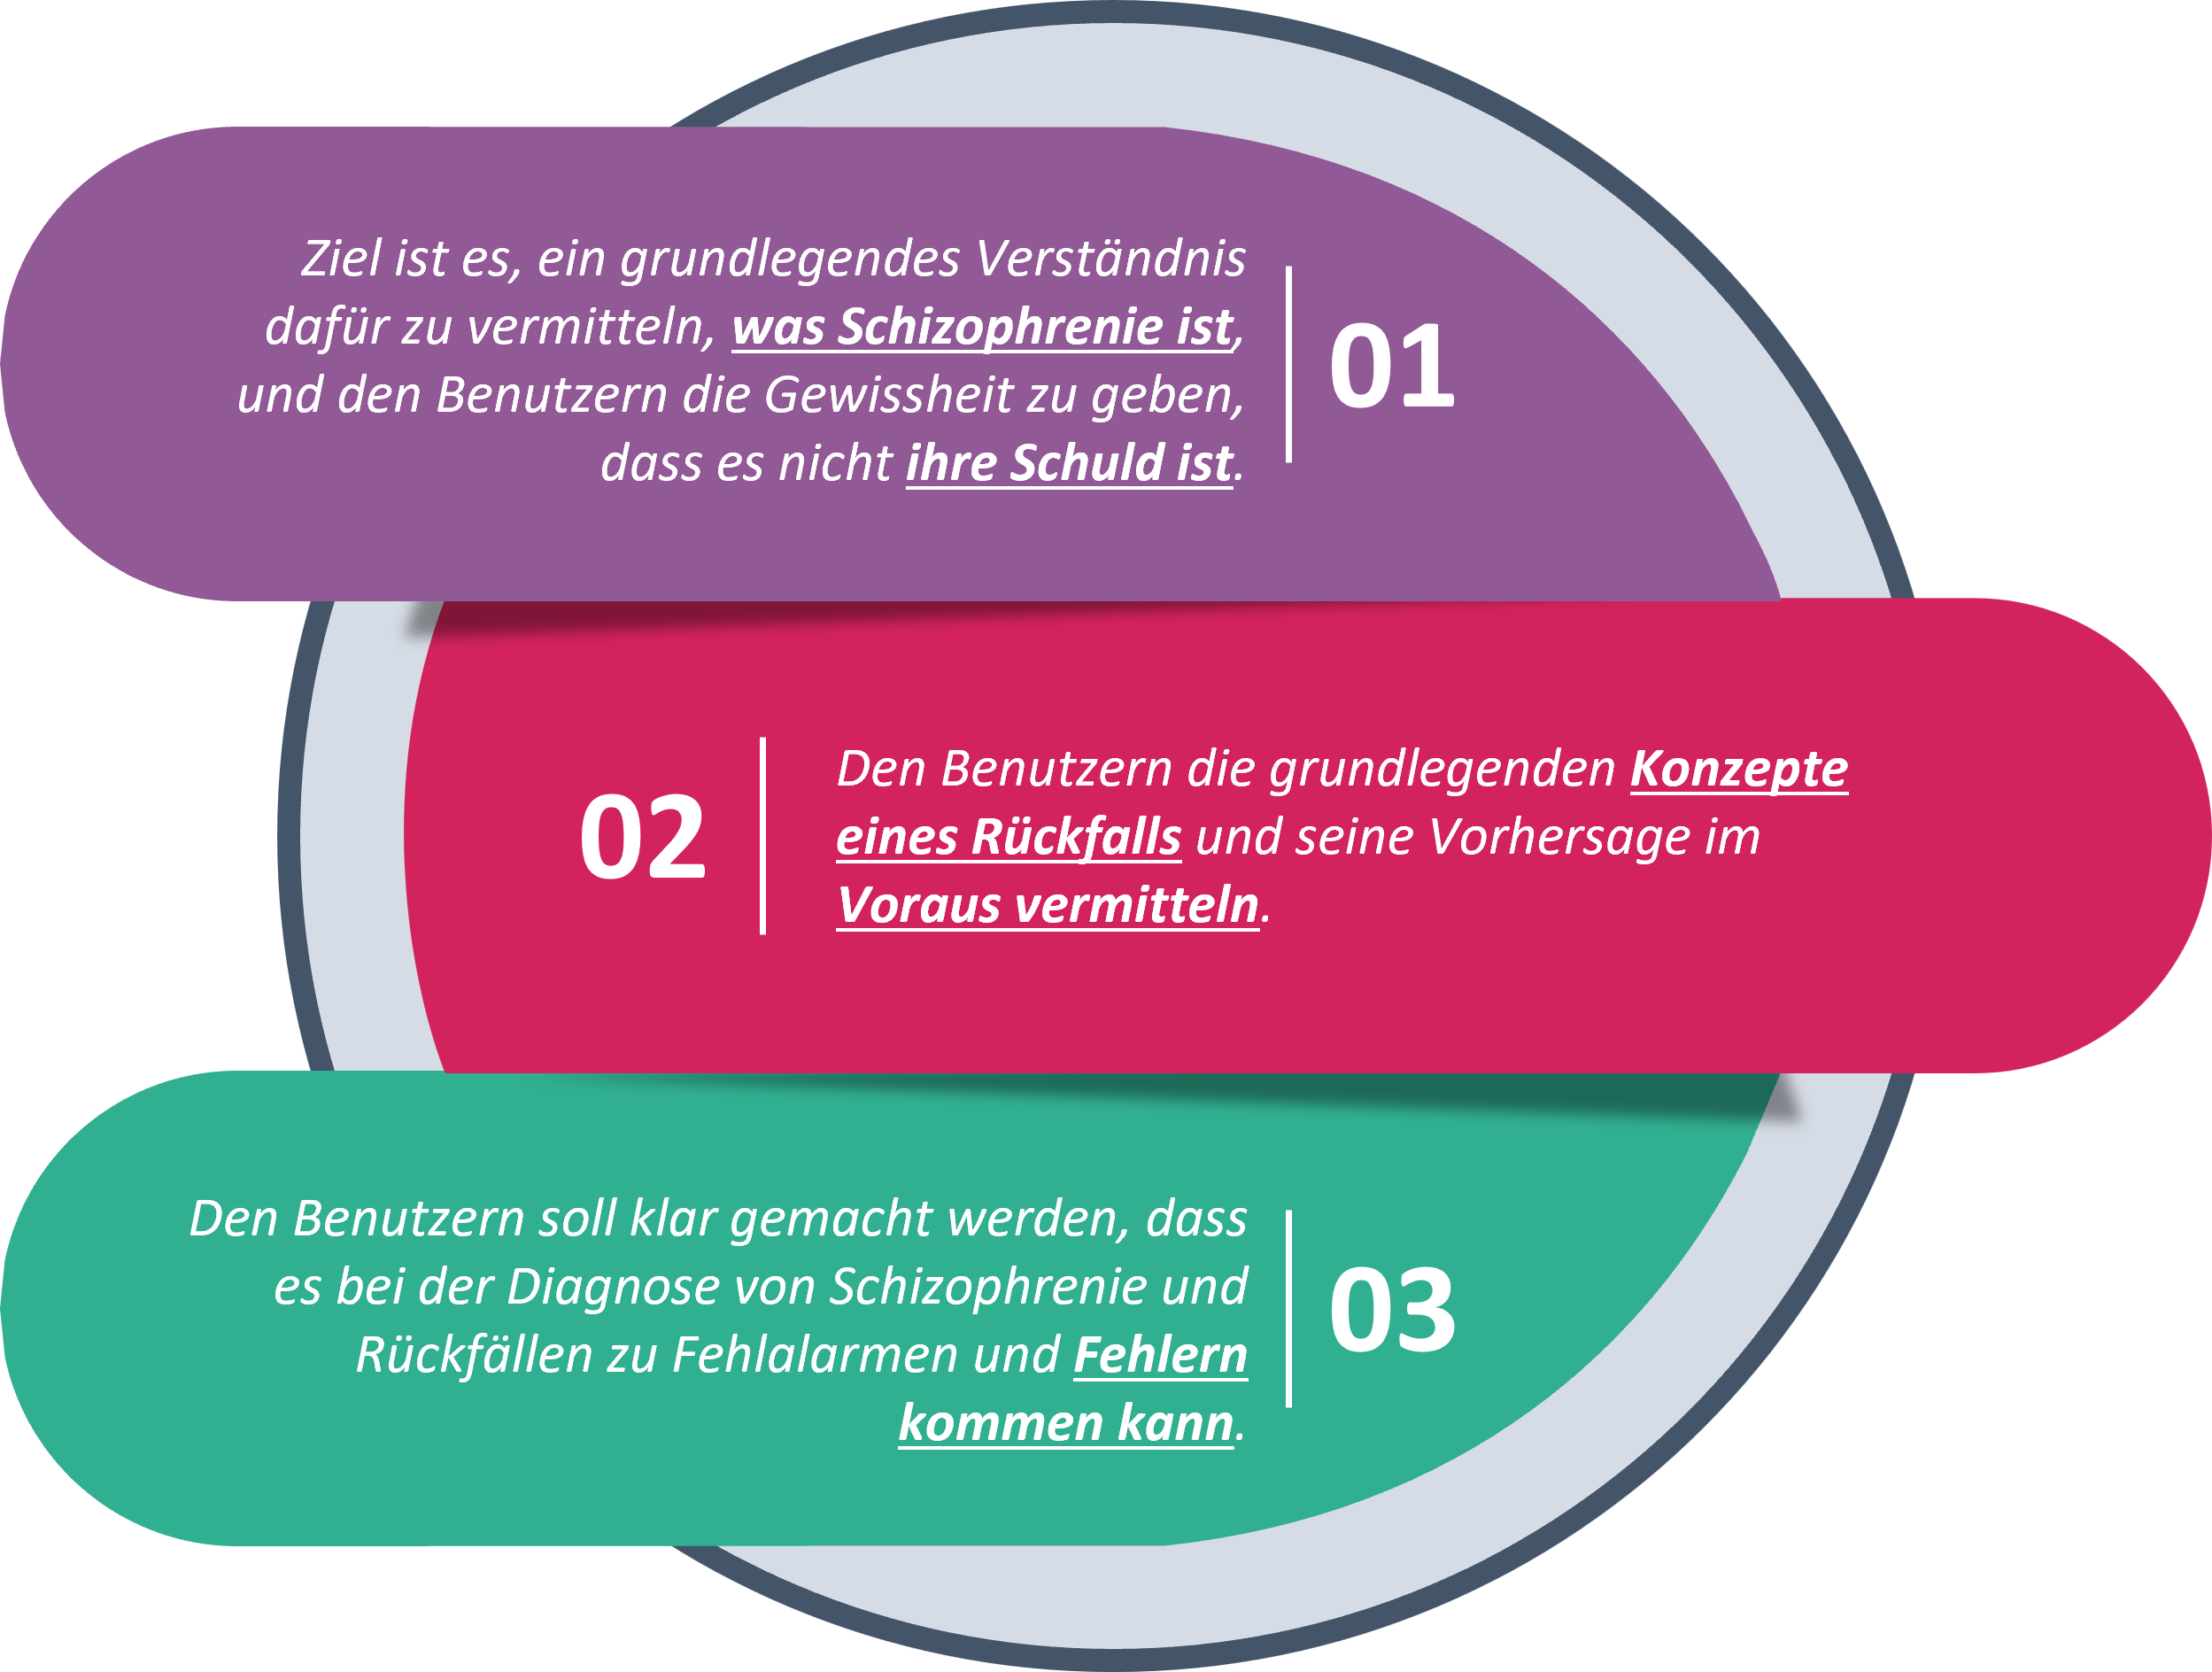 Ziel ist es, ein grundlegendes Verständnis
dafür zu vermitteln, was Schizophrenie ist,
und den Benutzern die Gewissheit zu geben,
dass es nicht ihre Schuld ist.
01
02
Den Benutzern die grundlegenden Konzepte
eines Rückfalls und seine Vorhersage im
Voraus vermitteln.
Den Benutzern soll klar gemacht werden, dass
es bei der Diagnose von Schizophrenie und
Rückfällen zu Fehlalarmen und Fehlern
kommen kann.
03